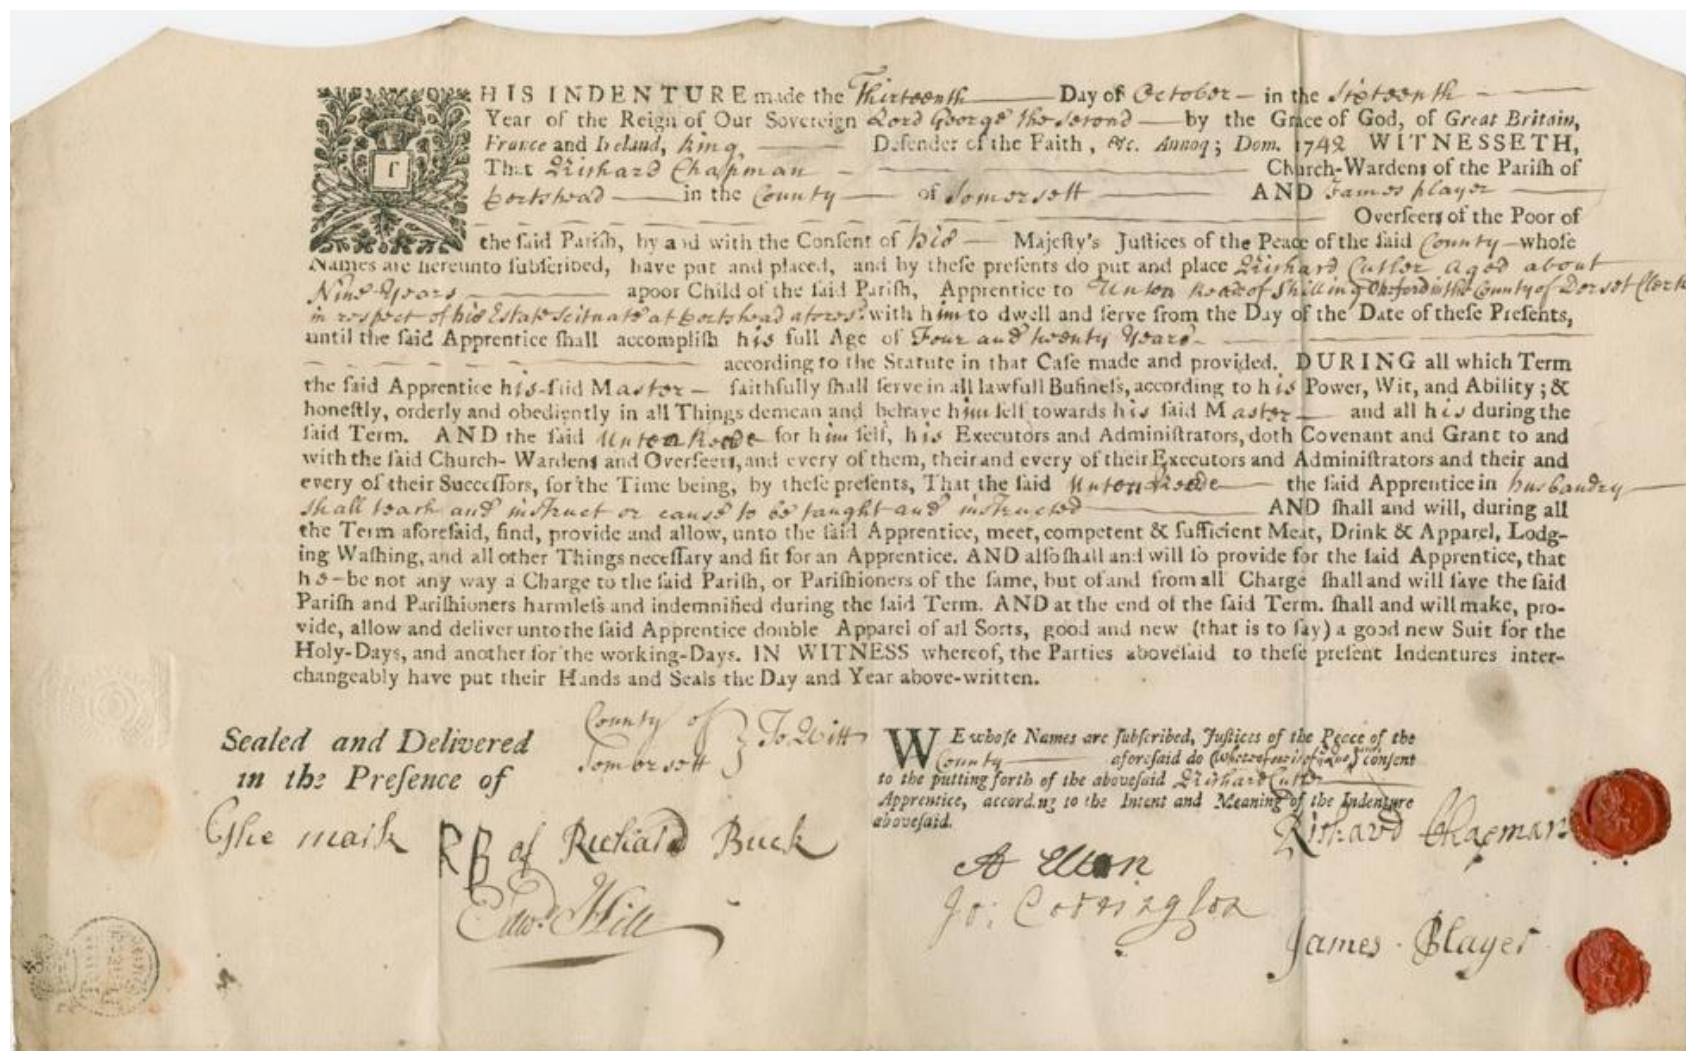 THIS INDENTURE made the Thirteenth Day of October in the Sixteenth
Year of the Reign of Our Sovereign Lord George the Second by the Grace of God, of Great Britain,
France and Ireland, King Defender of the Faith, &c. Annoq; Dom. 1742 WITNESSETH,
That Richard Chapman Church-Wardens of the Pariſh of
Portshead in the County of Somersett AND James player
Overſeers of the Poor of
the ſaid Pariſh, by and with the Conſent of his Majeſty's Juſtices of the Peace of the ſaid County whoſe
Names are hereunto ſubſcribed, have put and placed, and by theſe preſents do put and place Richard Cutler aged about
Nine Years apoor Child of the ſaid Pariſh, Apprentice to Unton Reade of Shilling Okeford in the County of Dorset Clerk
in respect of his Estate scituate at Portshead afores.d with him to dwell and ſerve from the Day of the Date of theſe Preſents,
until the ſaid Apprentice ſhall accompliſh his full Age of Four and twenty Years
according to the Statute in that Caſe made and provided. DURING all which Term
the ſaid Apprentice his ſaid Master faithfully ſhall ſerve in all lawfull Buſineſs, according to his Power, Wit, and Ability; &
honeſtly, orderly and obediently in all Things demean and behave himſelf towards his ſaid Master and all his during the
ſaid Term. AND the ſaid Unton Reade for himſelf, his Executors and Adminiſtrators, doth Covenant and Grant to and
with the ſaid Church-Wardens and Overſeers, and every of them, their and every of their Executors and Adminiſtrators and their and
every of their Succeſſors, for the Time being, by theſe preſents, That the ſaid Unton Reade the ſaid Apprentice in husbandry
shall teach and instruct or cause to be taught and instructed AND ſhall and will, during all
the Term aforeſaid, find, provide and allow, unto the ſaid Apprentice, meet, competent & ſufficient Meat, Drink & Apparel, Lodg-
ing Waſhing, and all other Things neceſſary and fit for an Apprentice. AND alſo ſhall and will ſo provide for the ſaid Apprentice, that
he be not any way a Charge to the ſaid Pariſh, or Pariſhioners of the ſame, but of and from all Charge ſhall and will ſave the ſaid
Pariſh and Pariſhioners harmleſs and indemnified during the ſaid Term. AND at the end of the ſaid Term. ſhall and will make, pro-
vide, allow and deliver unto the ſaid Apprentice double Apparel of all Sorts, good and new (that is to ſay) a good new Suit for the
Holy-Days, and another for the working-Days. IN WITNESS whereof, the Parties aboveſaid to theſe preſent Indentures inter-
changeably have put their Hands and Seals the Day and Year above-written.
County of
Somersett } To Witt
Sealed and Delivered
in the Preſence of
The mark RB of Richard Buck
Edwd Hill
WE whoſe Names are ſubſcribed, Juſtices of the Peace of the
County aforeſaid do conſent
to the putting forth of the aboveſaid Richard Cutler
Apprentice, according to the Intent and Meaning of the Indenture
aboveſaid.
A Elton
Jo: Codrington
Richard Chapman
James Player